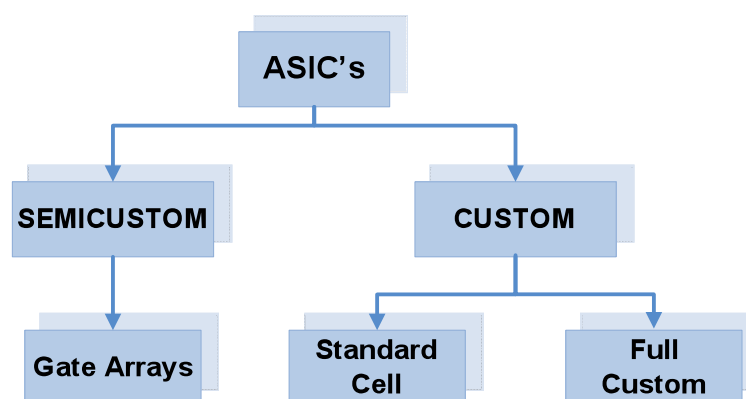 ASIC’s
SEMICUSTOM
CUSTOM
Gate Arrays
Standard
Cell
Full
Custom